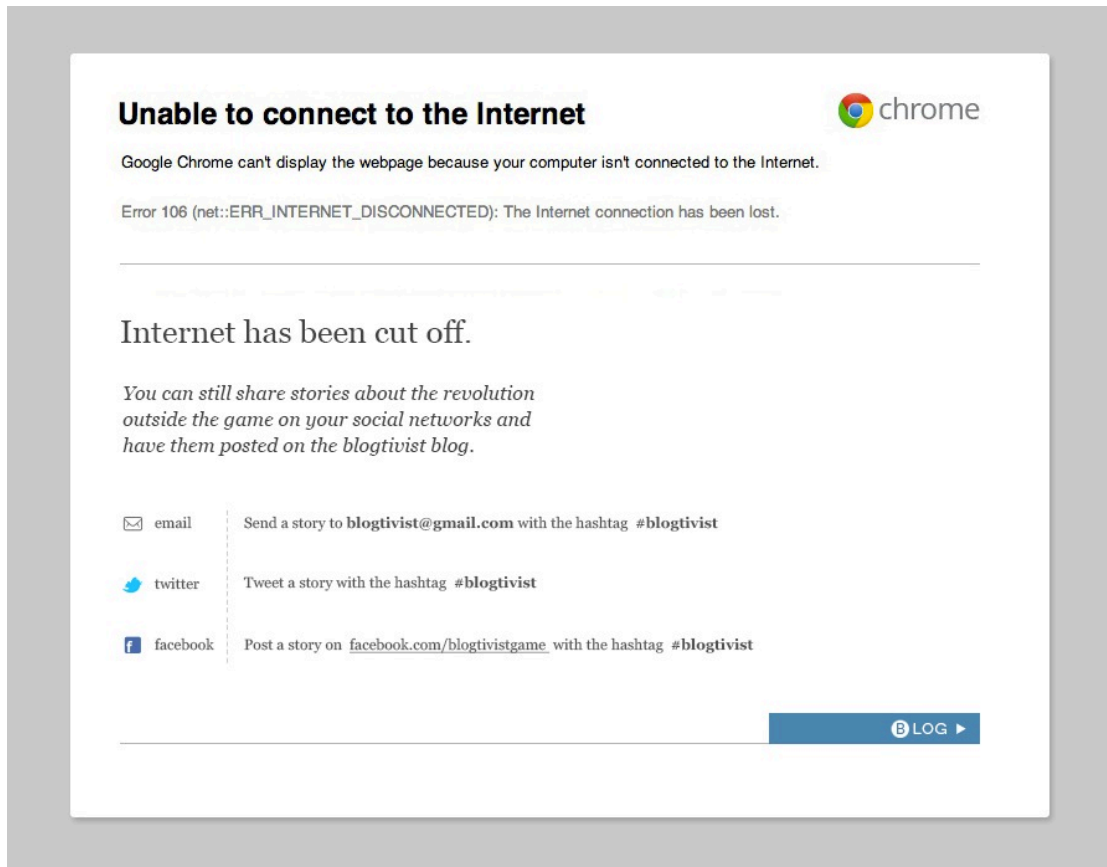 Unable to connect to the Internet
chrome
Google Chrome can't display the webpage because your computer isn't connected to the Internet.
Error 106 (net::ERR_INTERNET_DISCONNECTED): The Internet connection has been lost.
Internet has been cut off.
You can still share stories about the revolution
outside the game on your social networks and
have them posted on the blogtivist blog.
email Send a story to blogtivist@gmail.com with the hashtag #blogtivist
twitter Tweet a story with the hashtag #blogtivist
facebook Post a story on facebook.com/blogtivistgame with the hashtag #blogtivist
BLOG